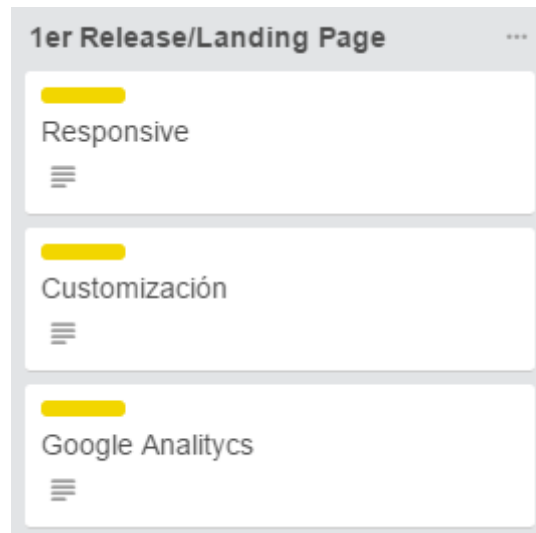 1er Release/Landing Page
Responsive
Customización
Google Analitycs